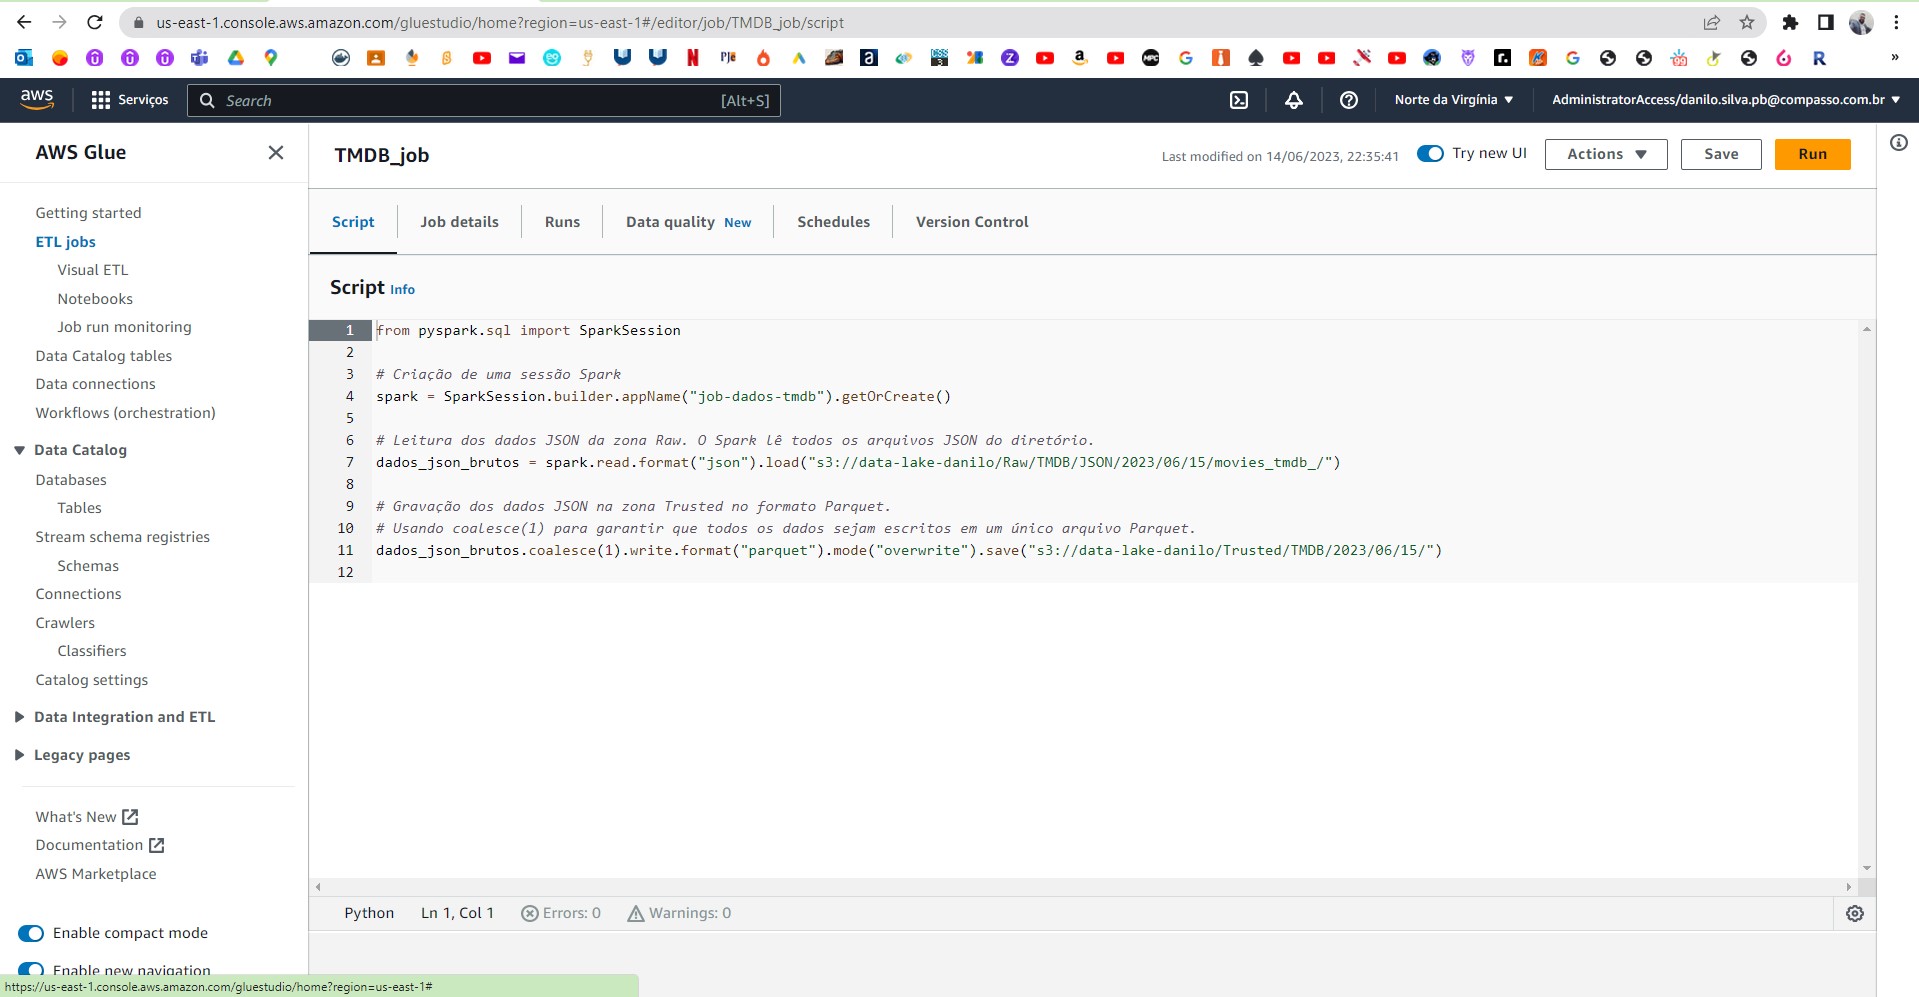 us-east-1.console.aws.amazon.com/gluestudio/home?region=us-east-1#/editor/job/TMDB_job/script
aws
Serviços
Search
[Alt+S]
Norte da Virgínia
AdministratorAccess/danilo.silva.pb@compasso.com.br
AWS Glue
Getting started
ETL jobs
Visual ETL
Notebooks
Job run monitoring
Data Catalog tables
Data connections
Workflows (orchestration)
Data Catalog
Databases
Tables
Stream schema registries
Schemas
Connections
Crawlers
Classifiers
Catalog settings
Data Integration and ETL
Legacy pages
What's New
Documentation
AWS Marketplace
Enable compact mode
Enable new navigation
TMDB_job
Last modified on 14/06/2023, 22:35:41
Try new UI
Actions
Save
Run
Script
Job details
Runs
Data quality New
Schedules
Version Control
Script Info
1 from pyspark.sql import SparkSession
2
3 # Criação de uma sessão Spark
4 spark = SparkSession.builder.appName("job-dados-tmdb").getOrCreate()
5
6 # Leitura dos dados JSON da zona Raw. O Spark lê todos os arquivos JSON do diretório.
7 dados_json_brutos = spark.read.format("json").load("s3://data-lake-danilo/Raw/TMDB/JSON/2023/06/15/movies_tmdb_/")
8
9 # Gravação dos dados JSON na zona Trusted no formato Parquet.
10 # Usando coalesce(1) para garantir que todos os dados sejam escritos em um único arquivo Parquet.
11 dados_json_brutos.coalesce(1).write.format("parquet").mode("overwrite").save("s3://data-lake-danilo/Trusted/TMDB/2023/06/15/")
12
Python
Ln 1, Col 1
Errors: 0
Warnings: 0
https://us-east-1.console.aws.amazon.com/gluestudio/home?region=us-east-1#